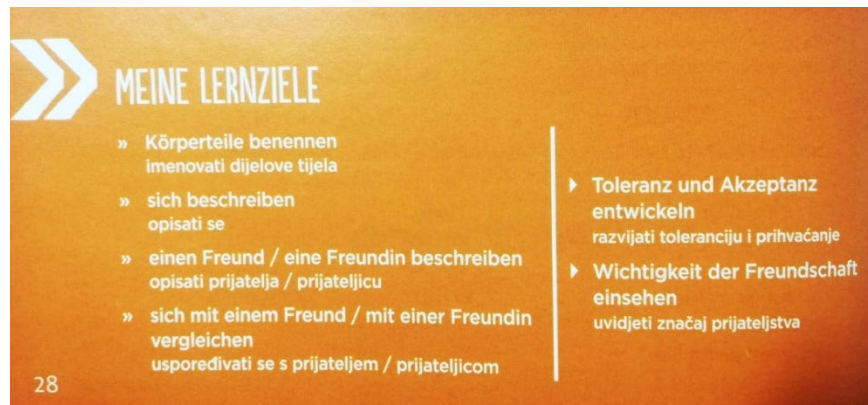 MEINE LERNZIELE
» Körperteile benennen
imenovati dijelove tijela
» sich beschreiben
opisati se
» einen Freund / eine Freundin beschreiben
opisati prijatelja / prijateljicu
» sich mit einem Freund / mit einer Freundin
vergleichen
uspoređivati se s prijateljem / prijateljicom
Toleranz und Akzeptanz
entwickeln
razvijati toleranciju i prihvaćanje
Wichtigkeit der Freundschaft
einsehen
uvidjeti značaj prijateljstva
28